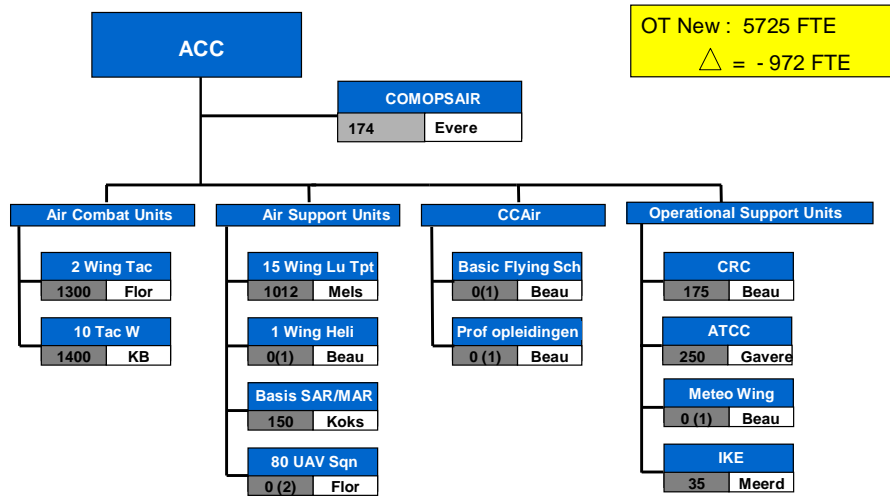 ACC
OT New : 5725 FTE
△ = - 972 FTE
COMOPSAIR
174 Evere
Air Combat Units
2 Wing Tac
1300 Flor
10 Tac W
1400 KB
Air Support Units
15 Wing Lu Tpt
1012 Mels
1 Wing Heli
0(1) Beau
Basis SAR/MAR
150 Koks
80 UAV Sqn
0 (2) Flor
CCAir
Basic Flying Sch
0(1) Beau
Prof opleidingen
0 (1) Beau
Operational Support Units
CRC
175 Beau
ATCC
250 Gavere
Meteo Wing
0 (1) Beau
IKE
35 Meerd